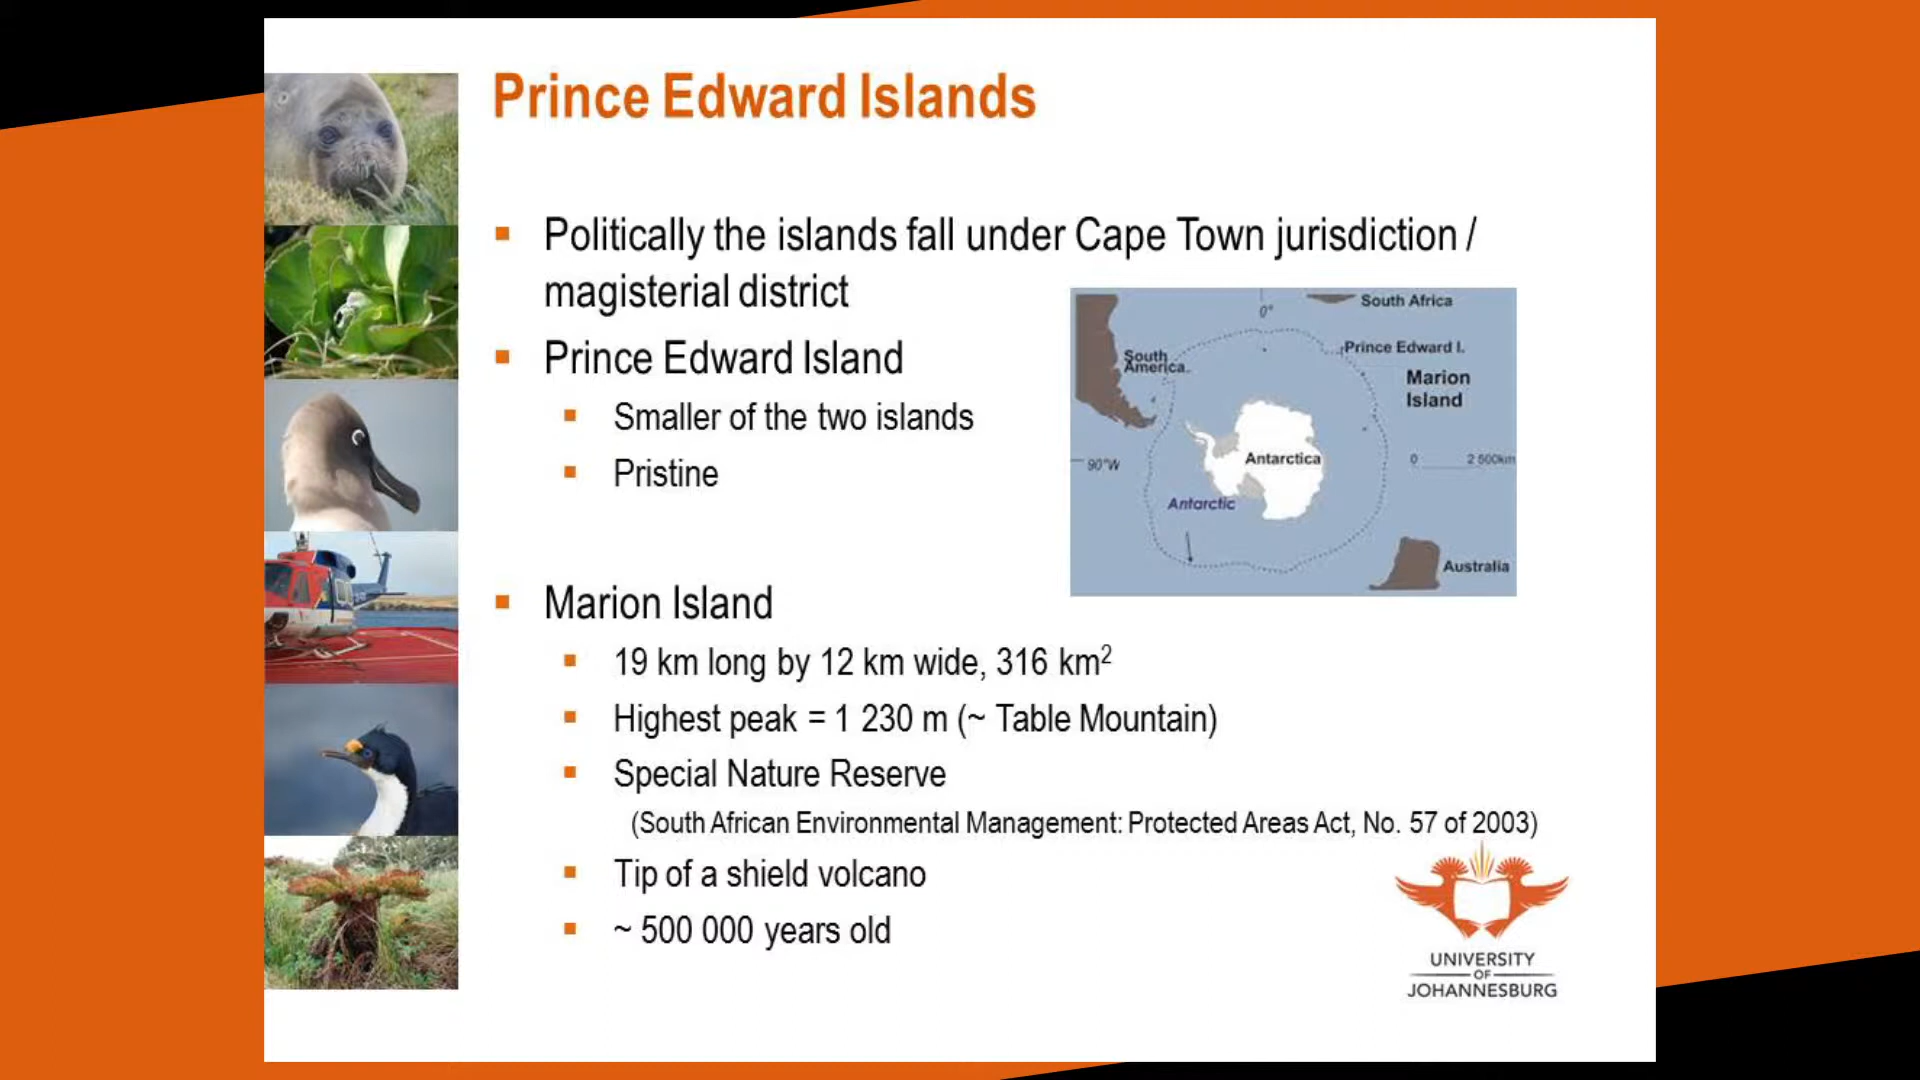 Prince Edward Islands
▪ Politically the islands fall under Cape Town jurisdiction /
magisterial district
▪ Prince Edward Island
▪ Smaller of the two islands
▪ Pristine
South Africa
0°
Prince Edward I.
South
America
Marion
Island
Antarctica
90°W
0 2 500km
Antarctic
Australia
▪ Marion Island
▪ 19 km long by 12 km wide, 316 km²
▪ Highest peak = 1 230 m (~ Table Mountain)
▪ Special Nature Reserve
(South African Environmental Management: Protected Areas Act, No. 57 of 2003)
▪ Tip of a shield volcano
▪ ~ 500 000 years old
UNIVERSITY
OF
JOHANNESBURG